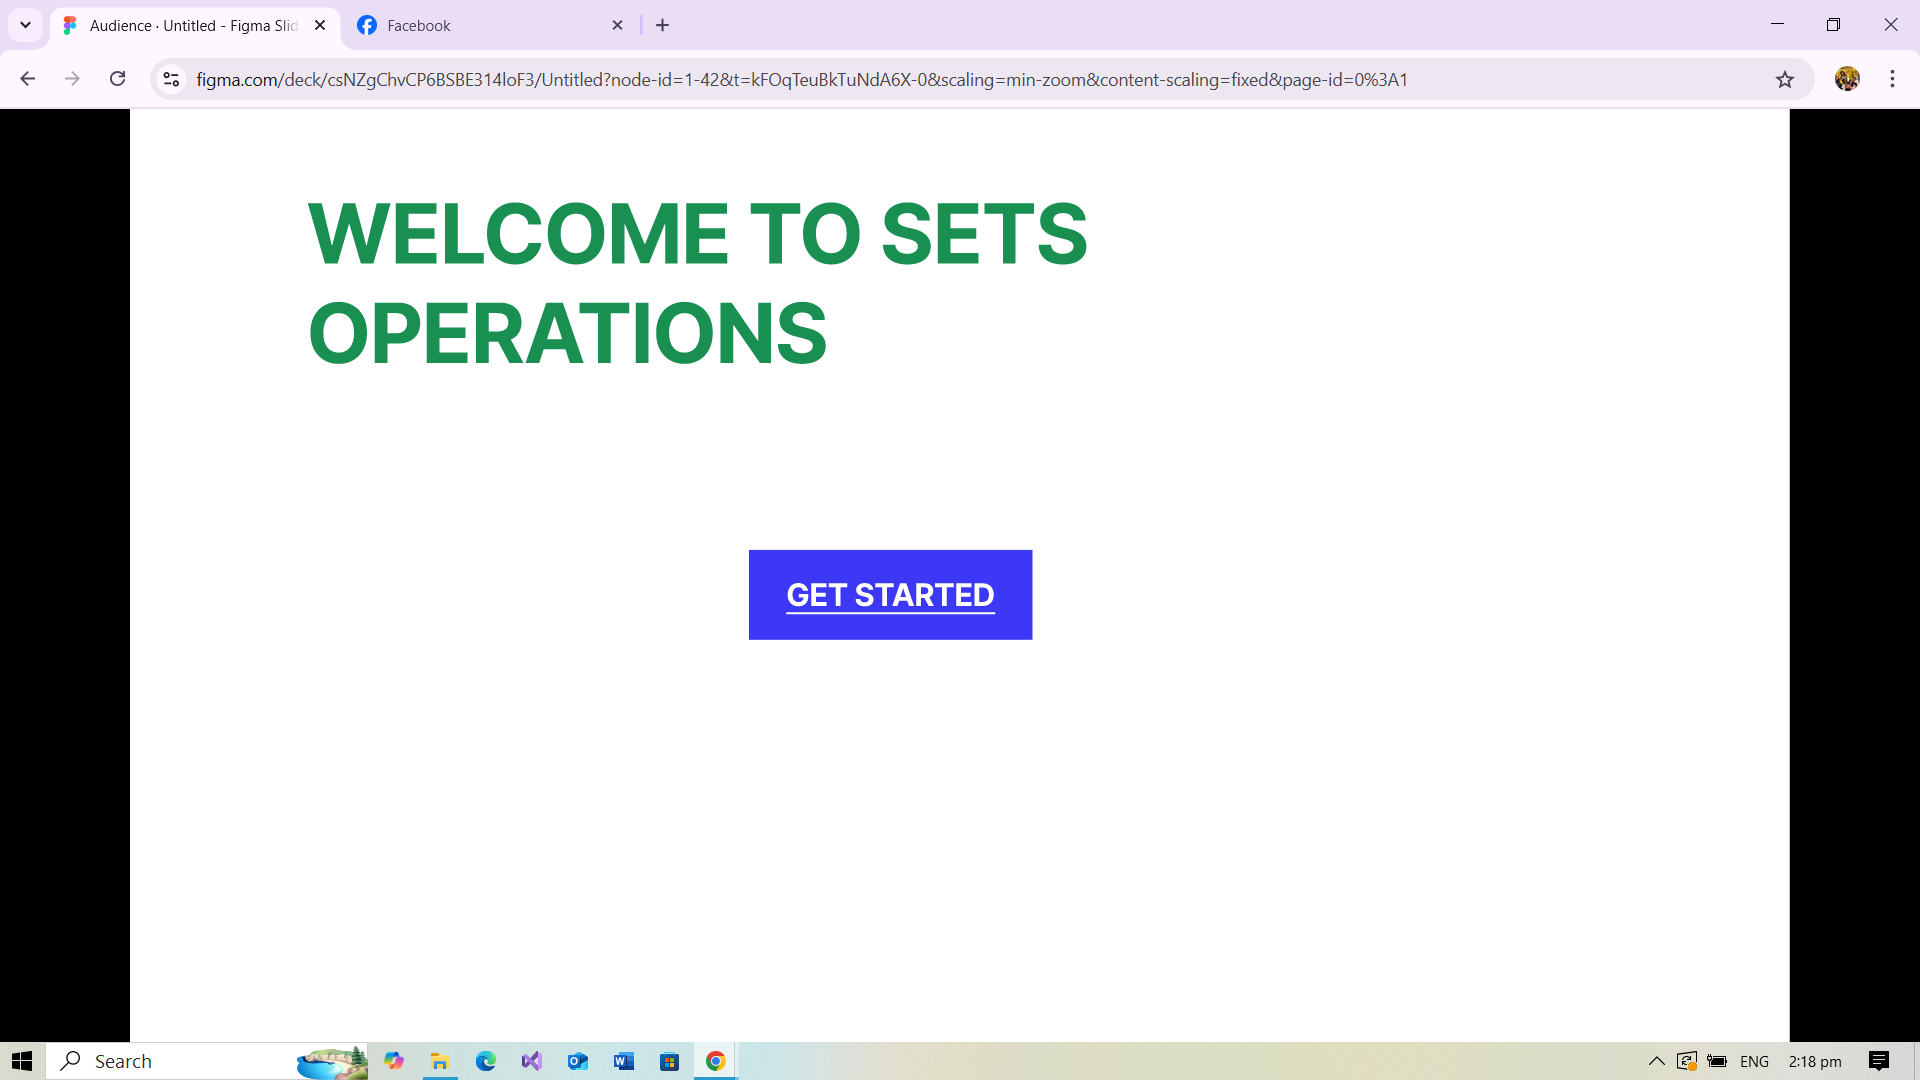 Audience · Untitled - Figma Slid
Facebook
figma.com/deck/csNZgChvCP6BSBE314loF3/Untitled?node-id=1-42&t=kFOqTeuBkTuNdA6X-0&scaling=min-zoom&content-scaling=fixed&page-id=0%3A1
WELCOME TO SETS
OPERATIONS
GET STARTED
Search
ENG
2:18 pm